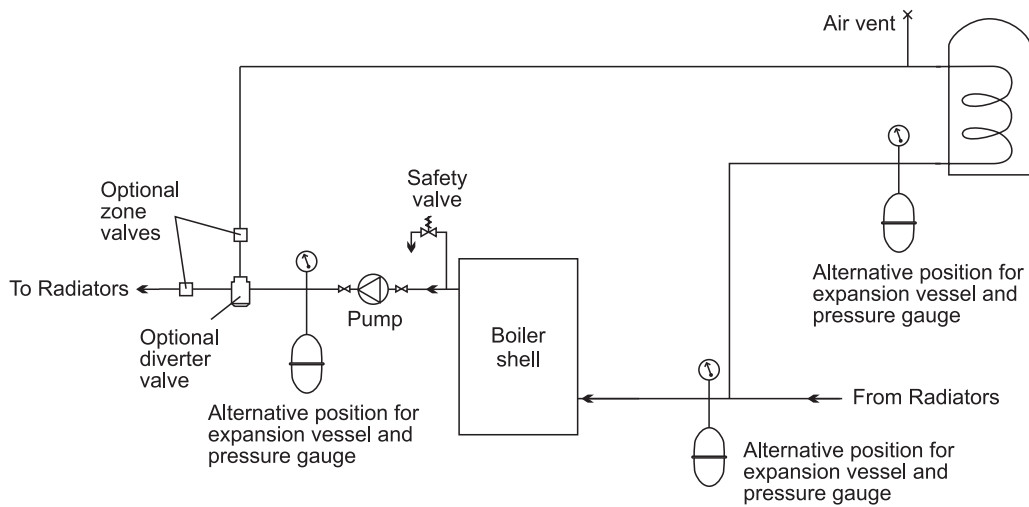 Air vent
Optional
zone
valves
Safety
valve
To Radiators
Pump
Optional
diverter
valve
Boiler
shell
Alternative position for
expansion vessel and
pressure gauge
Alternative position for
expansion vessel and
pressure gauge
From Radiators
Alternative position for
expansion vessel and
pressure gauge